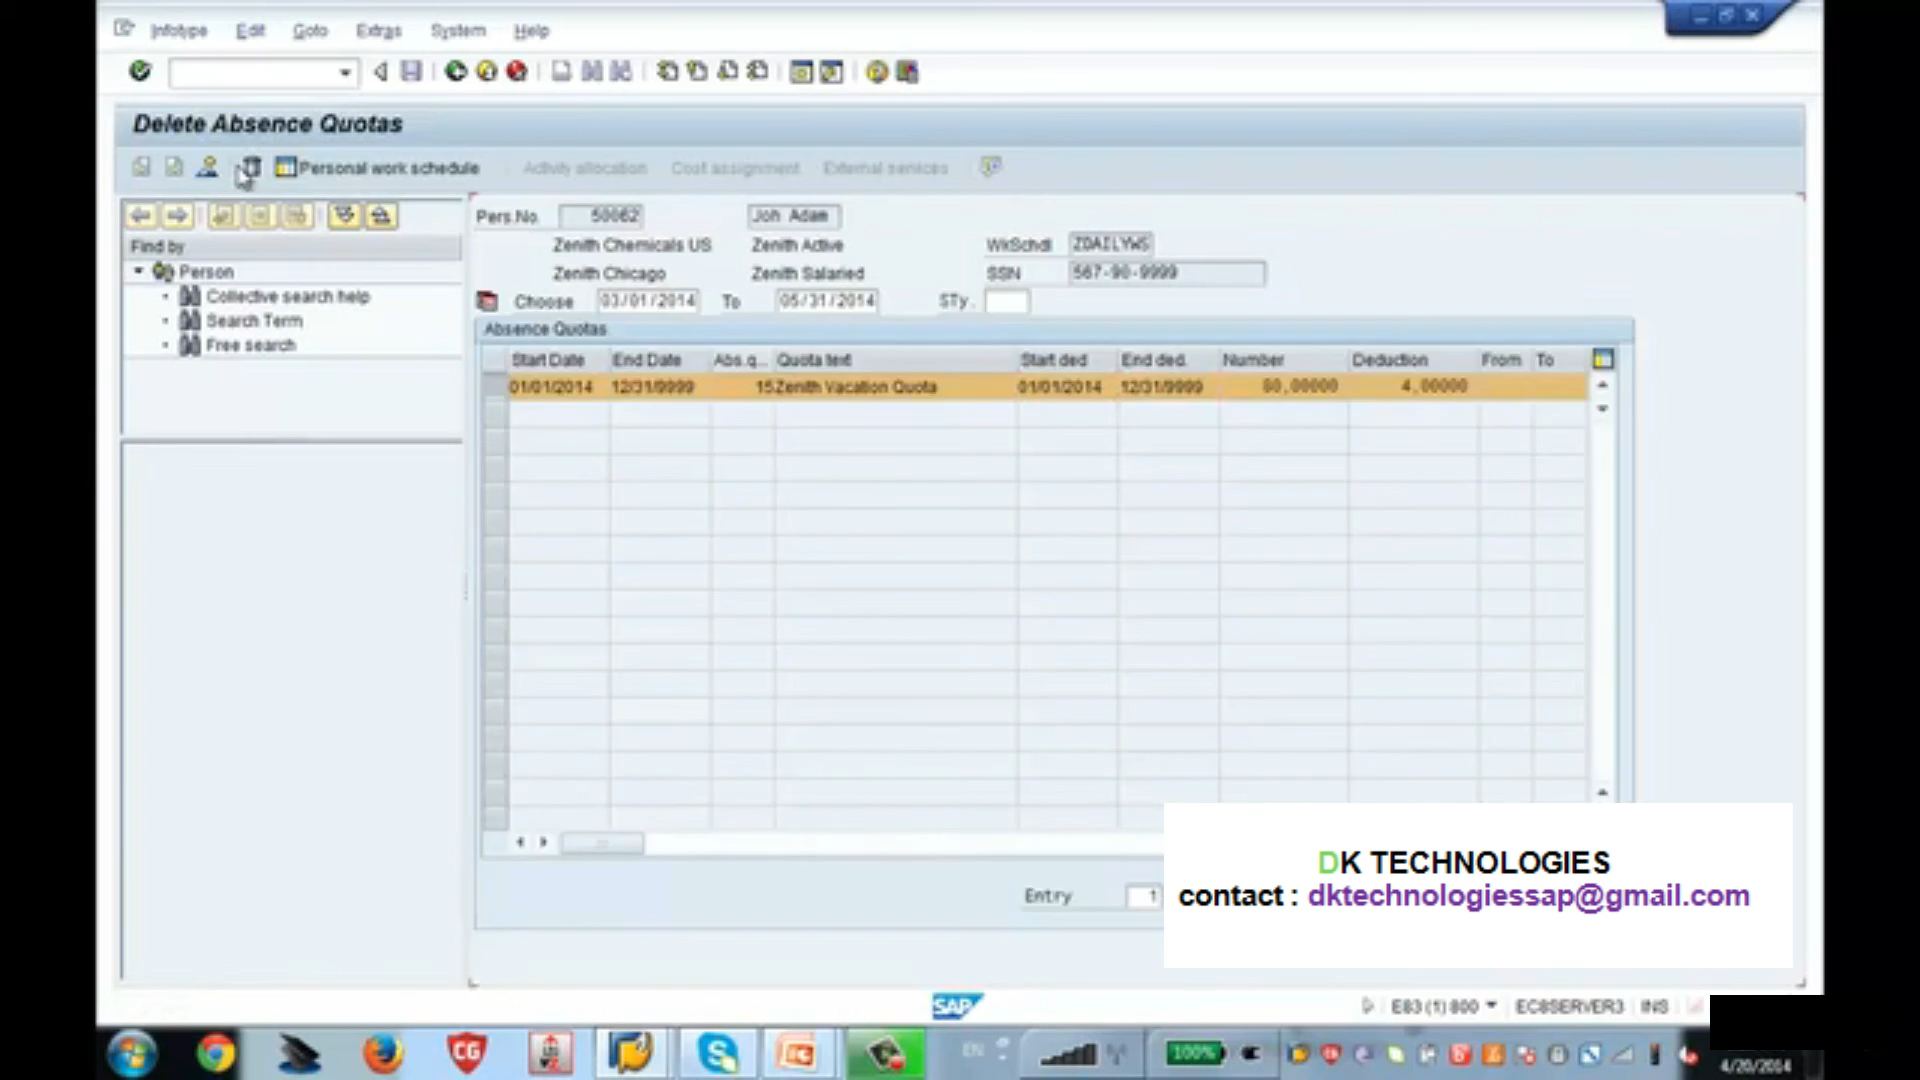 Infotype Edit Goto Extras System Help
Delete Absence Quotas
Personal work schedule Activity allocation Cost assignment External services
Find by
Person
Collective search help
Search Term
Free search
Pers.No. 50062 Joh Adam
Zenith Chemicals US Zenith Active WkSchdl ZDAILYWS
Zenith Chicago Zenith Salaried SSN 567-90-9999
Choose 03/01/2014 To 05/31/2014 STy.
Absence Quotas
Start Date End Date Abs.q... Quota text Start ded End ded. Number Deduction From To
01/01/2014 12/31/9999 15 Zenith Vacation Quota 01/01/2014 12/31/9999 80,00000 4,00000
Entry 1
DK TECHNOLOGIES
contact : dktechnologiessap@gmail.com
SAP
E83 (1) 800 EC8SERVER3 INS
CG
EN
100%
4/20/2014